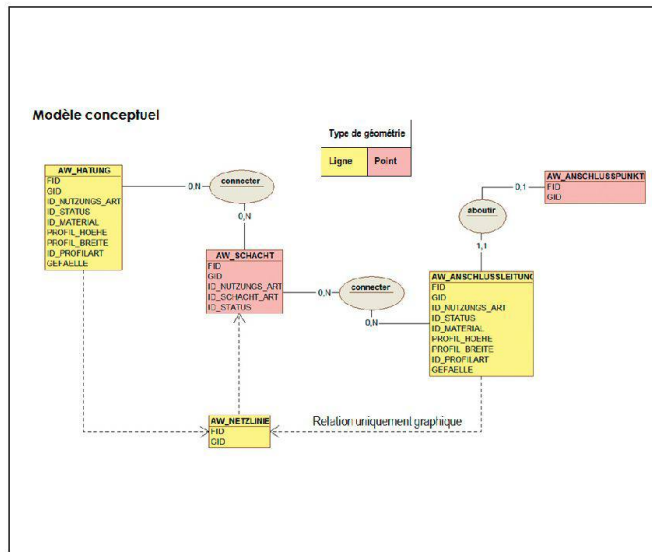 Modèle conceptuel
Type de géométrie
Ligne
Point
AW_HATUNG
FID
GID
ID_NUTZUNGS_ART
ID_STATUS
ID_MATERIAL
PROFIL_HOEHE
PROFIL_BREITE
ID_PROFILART
GEFAELLE
0,N
connecter
0,N
AW_SCHACHT
FID
GID
ID_NUTZUNGS_ART
ID_SCHACHT_ART
ID_STATUS
0,N
connecter
0,N
AW_ANSCHLUSSPUNKT
FID
GID
0,1
aboutir
1,1
AW_ANSCHLUSSLEITUNG
FID
GID
ID_NUTZUNGS_ART
ID_STATUS
ID_MATERIAL
PROFIL_HOEHE
PROFIL_BREITE
ID_PROFILART
GEFAELLE
AW_NETZLINIE
FID
GID
Relation uniquement graphique